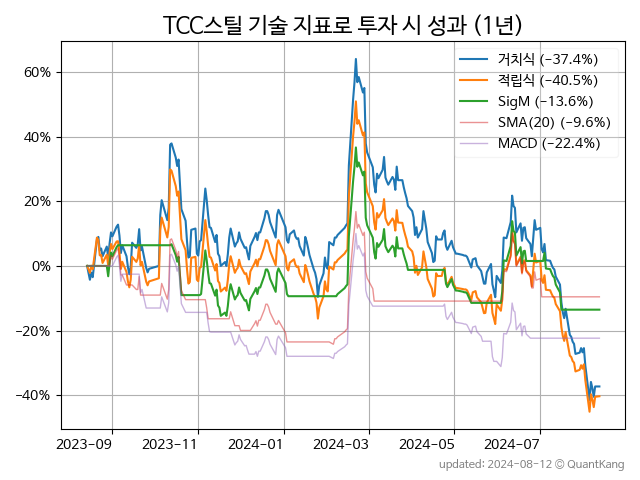 TCC스틸 기술 지표로 투자 시 성과 (1년)
거치식 (−37.4%)
적립식 (−40.5%)
SigM (−13.6%)
SMA(20) (−9.6%)
MACD (−22.4%)
60%
40%
20%
0%
−20%
−40%
2023-09 2023-11 2024-01 2024-03 2024-05 2024-07
updated: 2024-08-12 © QuantKang